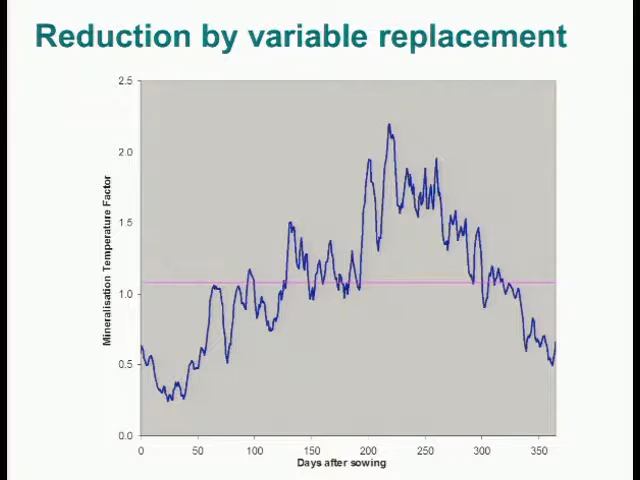 Reduction by variable replacement
2.5
2.0
1.5
1.0
0.5
0.0
Mineralisation Temperature Factor
0 50 100 150 200 250 300 350
Days after sowing